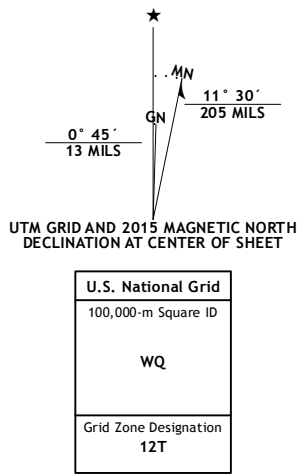 ★
MN
GN
11° 30´
205 MILS
0° 45´
13 MILS
UTM GRID AND 2015 MAGNETIC NORTH
DECLINATION AT CENTER OF SHEET
U.S. National Grid
100,000-m Square ID
WQ
Grid Zone Designation
12T